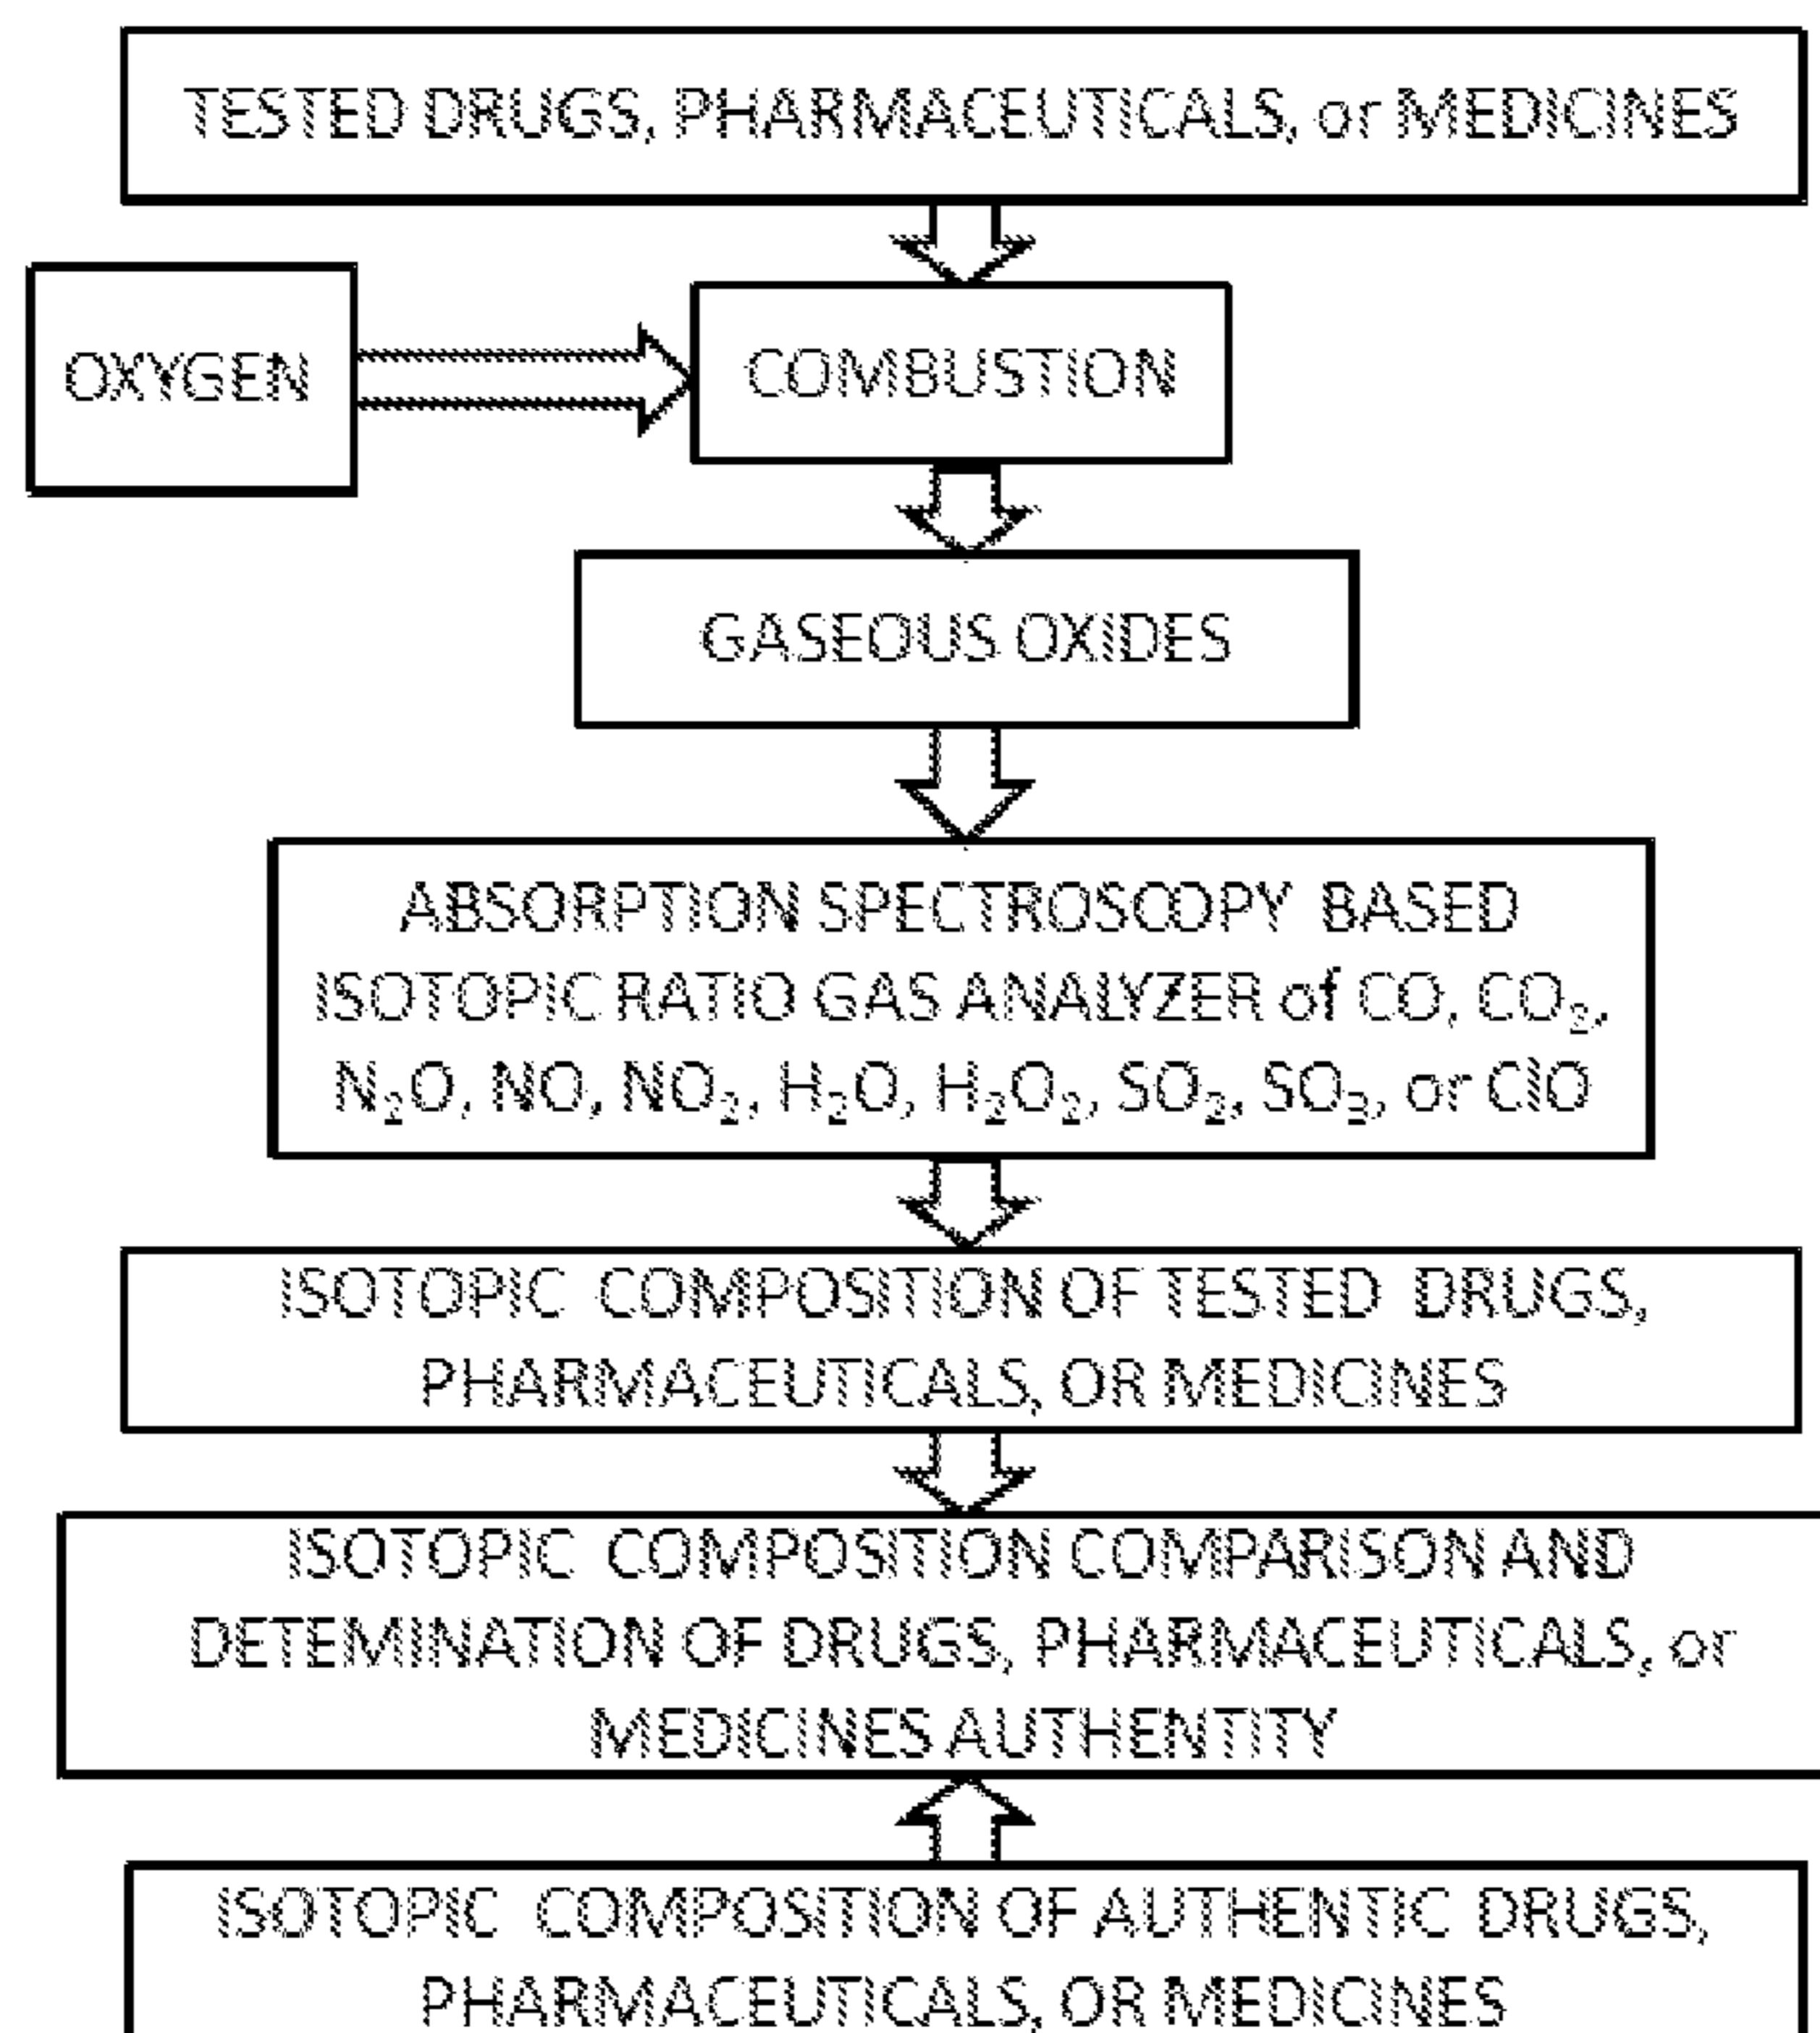 TESTED DRUGS, PHARMACEUTICALS, or MEDICINES
OXYGEN
COMBUSTION
GASEOUS OXIDES
ABSORPTION SPECTROSCOPY BASED
ISOTOPIC RATIO GAS ANALYZER of CO, CO₂,
N₂O, NO, NO₂, H₂O, H₂O₂, SO₂, SO₃, or ClO
ISOTOPIC COMPOSITION OF TESTED DRUGS,
PHARMACEUTICALS, OR MEDICINES
ISOTOPIC COMPOSITION COMPARISON AND
DETEMINATION OF DRUGS, PHARMACEUTICALS, or
MEDICINES AUTHENTITY
ISOTOPIC COMPOSITION OF AUTHENTIC DRUGS,
PHARMACEUTICALS, OR MEDICINES